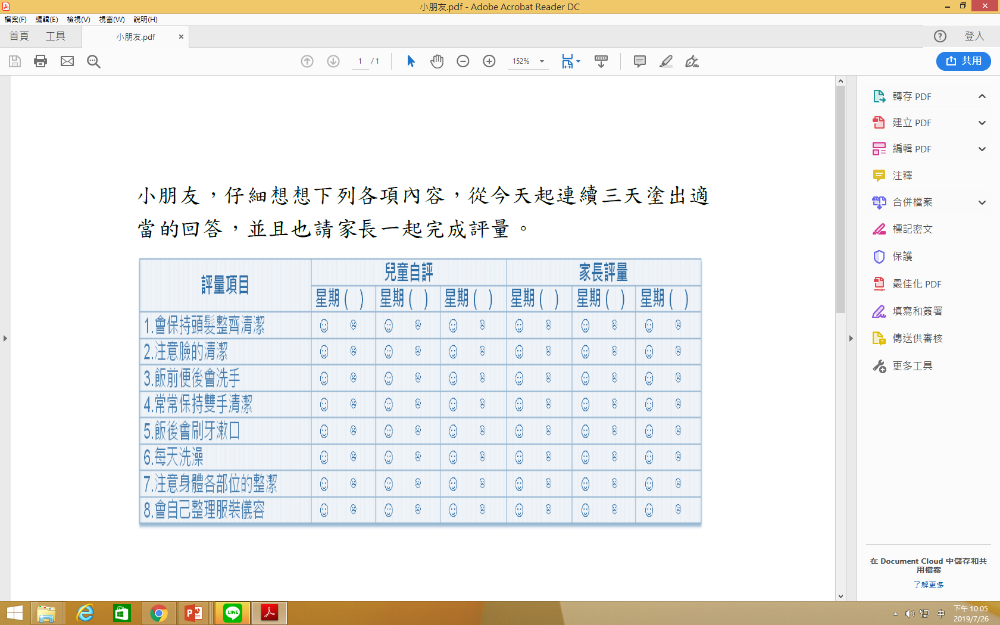 小朋友.pdf - Adobe Acrobat Reader DC
檔案(F) 編輯(E) 檢視(V) 視窗(W) 說明(H)
首頁 工具 小朋友.pdf × ? 登入
1 / 1 152% 共用
轉存 PDF
建立 PDF
編輯 PDF
注釋
合併檔案
標記密文
保護
最佳化 PDF
填寫和簽署
傳送供審核
更多工具
在 Document Cloud 中儲存和共
用檔案
了解更多
小朋友，仔細想想下列各項內容，從今天起連續三天塗出適
當的回答，並且也請家長一起完成評量。
評量項目 兒童自評 家長評量
星期( ) 星期( ) 星期( ) 星期( ) 星期( ) 星期( )
1.會保持頭髮整齊清潔
2.注意臉的清潔
3.飯前便後會洗手
4.常常保持雙手清潔
5.飯後會刷牙漱口
6.每天洗澡
7.注意身體各部位的整潔
8.會自己整理服裝儀容
LINE
中
下午 10:05
2019/7/26